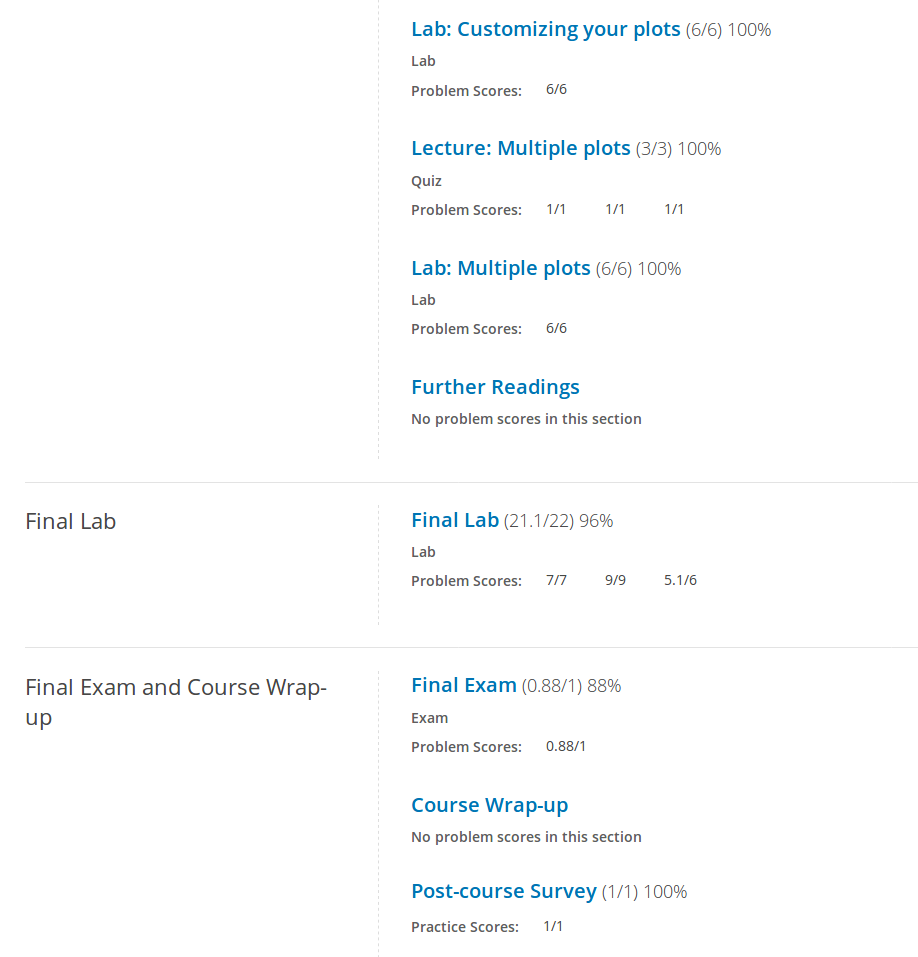 Lab: Customizing your plots (6/6) 100%
Lab
Problem Scores: 6/6
Lecture: Multiple plots (3/3) 100%
Quiz
Problem Scores: 1/1 1/1 1/1
Lab: Multiple plots (6/6) 100%
Lab
Problem Scores: 6/6
Further Readings
No problem scores in this section
Final Lab
Final Lab (21.1/22) 96%
Lab
Problem Scores: 7/7 9/9 5.1/6
Final Exam and Course Wrap-
up
Final Exam (0.88/1) 88%
Exam
Problem Scores: 0.88/1
Course Wrap-up
No problem scores in this section
Post-course Survey (1/1) 100%
Practice Scores: 1/1